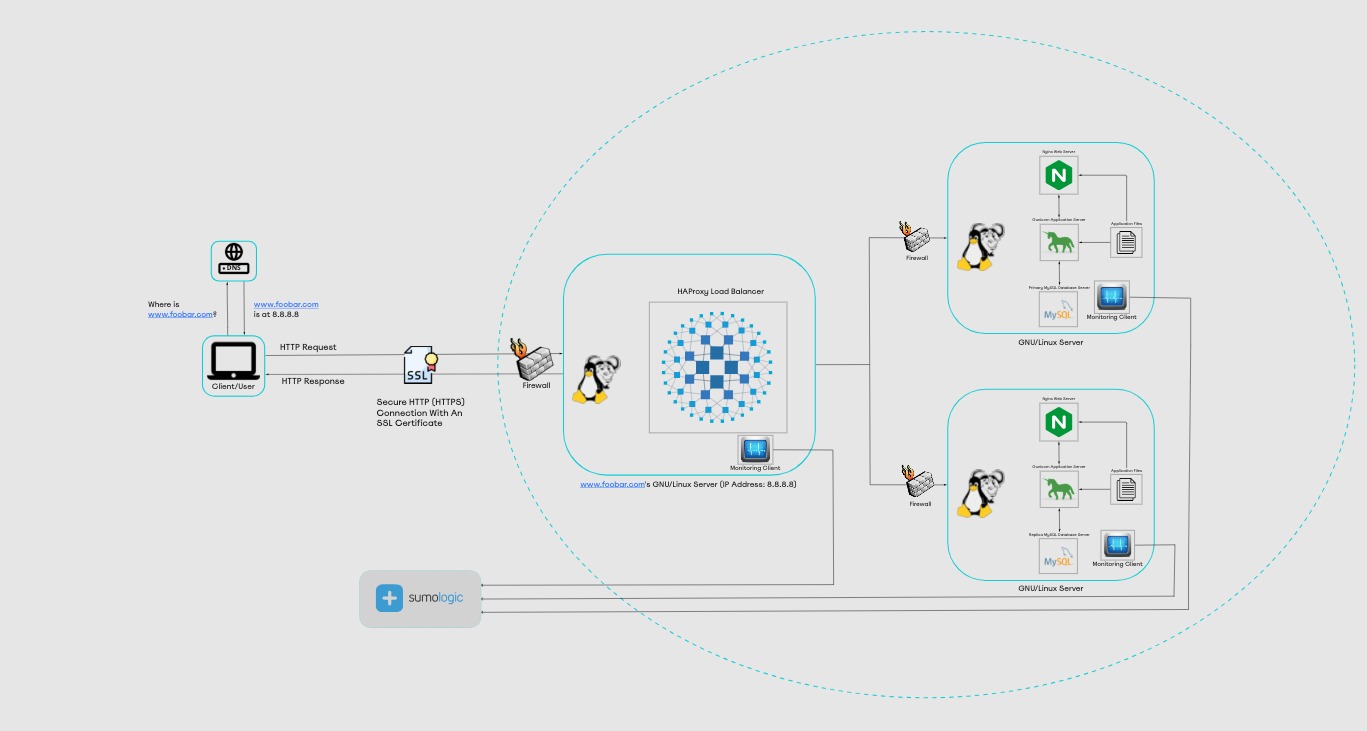 DNS
Where is
www.foobar.com?
www.foobar.com
is at 8.8.8.8
Client/User
HTTP Request
HTTP Response
SSL
Secure HTTP (HTTPS)
Connection With An
SSL Certificate
Firewall
HAProxy Load Balancer
Monitoring Client
www.foobar.com's GNU/Linux Server (IP Address: 8.8.8.8)
sumologic
Firewall
Nginx Web Server
N
Gunicorn Application Server
Application Files
Primary MySQL Database Server
MySQL
Monitoring Client
GNU/Linux Server
Firewall
Nginx Web Server
N
Gunicorn Application Server
Application Files
Replica MySQL Database Server
MySQL
Monitoring Client
GNU/Linux Server